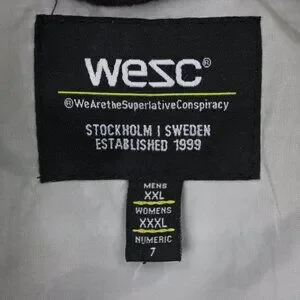 wesc®
®WeAretheSuperlativeConspiracy
STOCKHOLM | SWEDEN
ESTABLISHED 1999
MENS
XXL
WOMENS
XXXL
NUMERIC
7